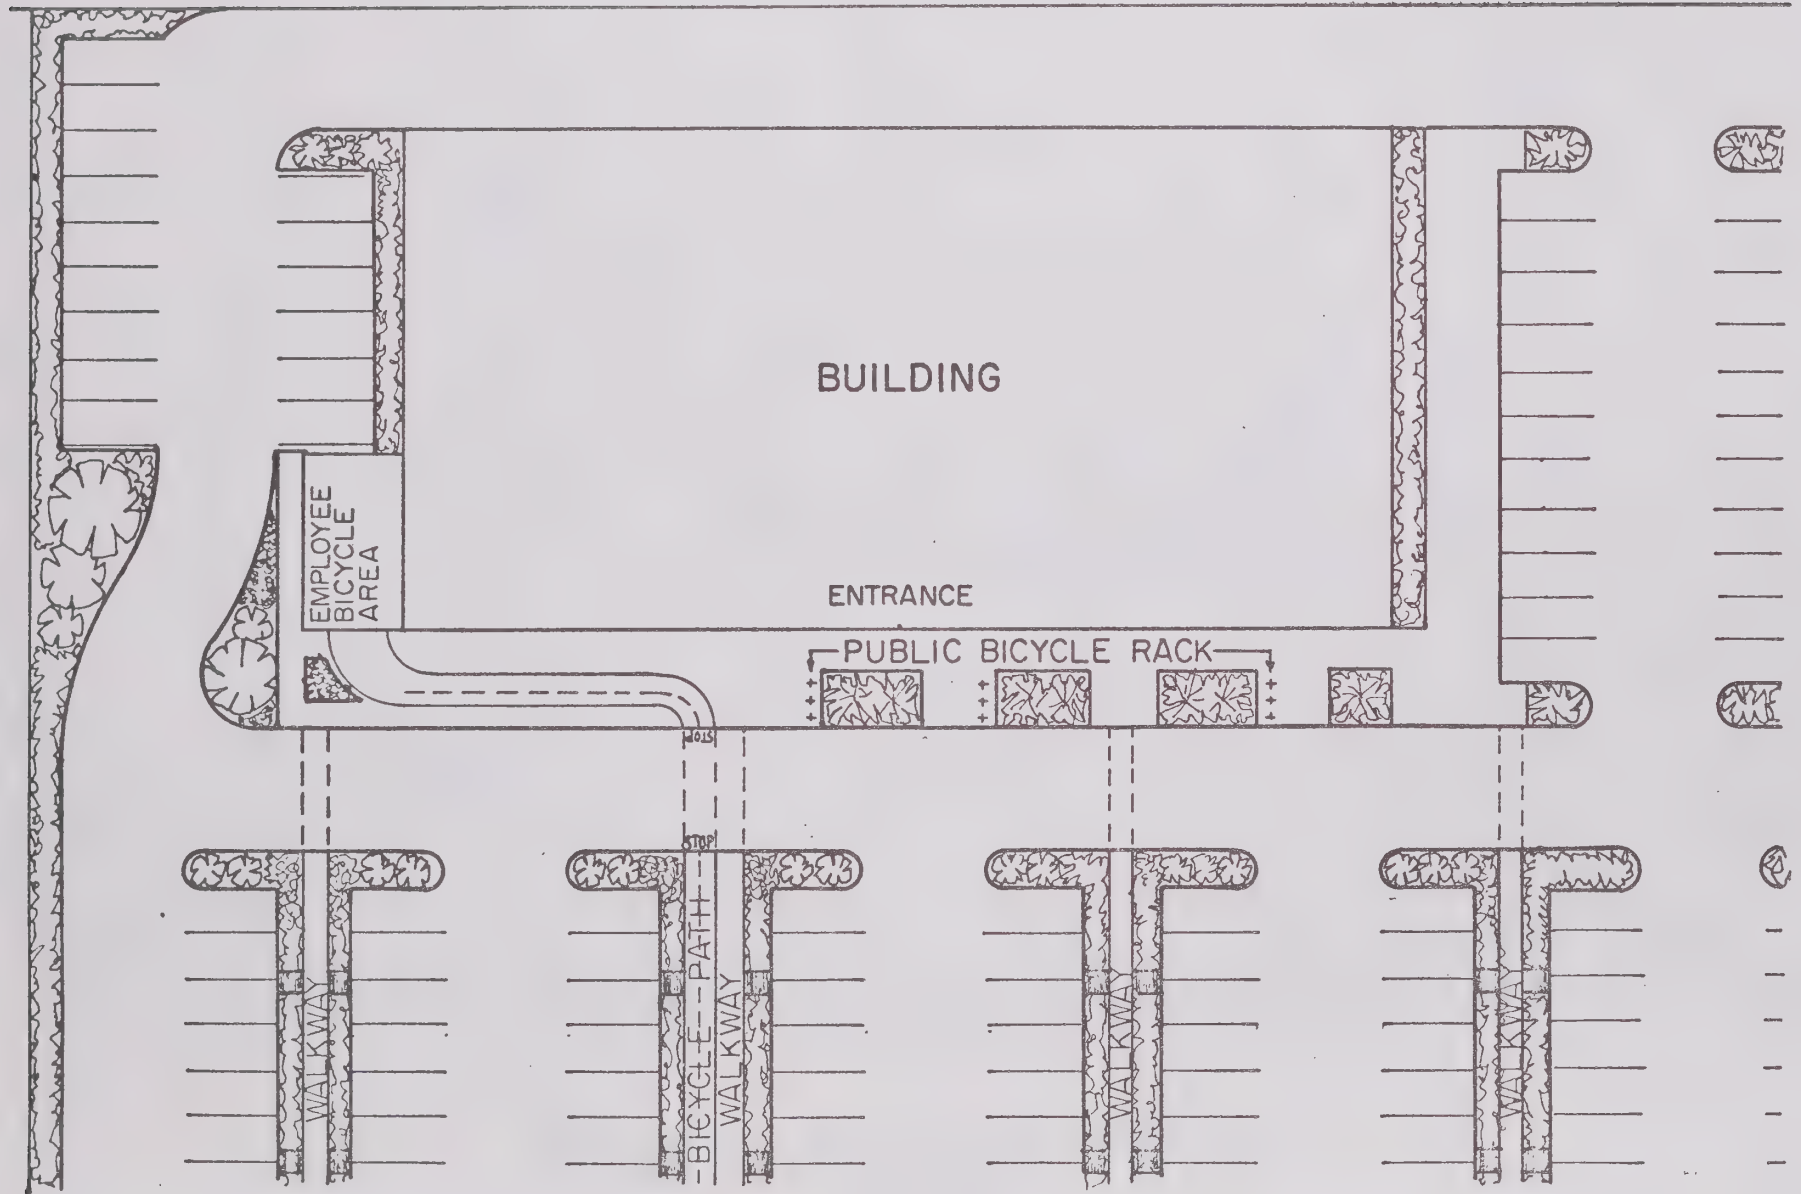 BUILDING
EMPLOYEE
BICYCLE
AREA
ENTRANCE
PUBLIC BICYCLE RACK
STOP
STOP
WALKWAY
BICYCLE PATH
WALKWAY
WALKWAY
WALKWAY